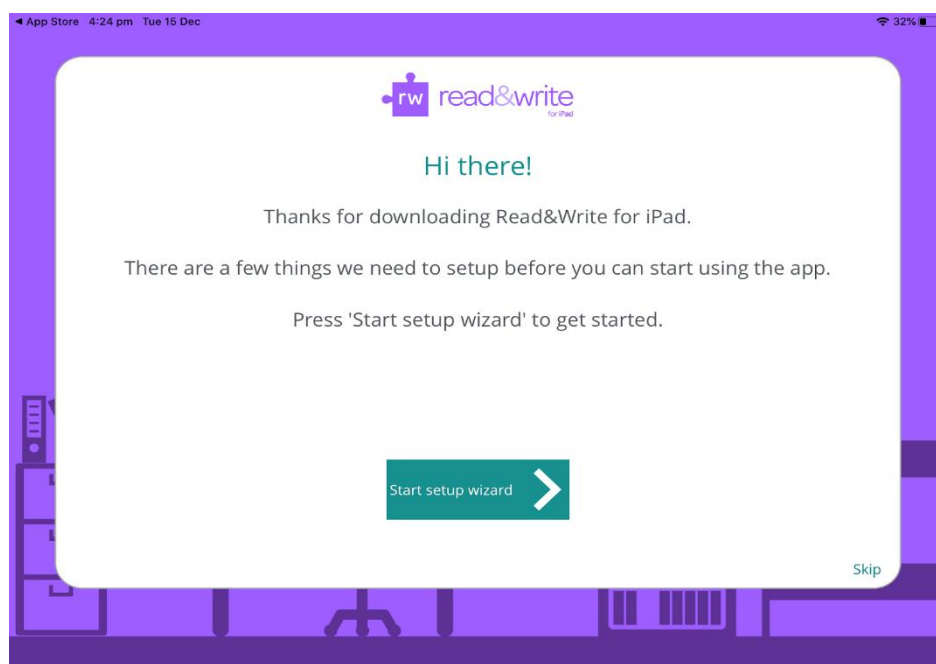 App Store 4:24 pm Tue 15 Dec 32%
rw read&write
for iPad
Hi there!
Thanks for downloading Read&Write for iPad.
There are a few things we need to setup before you can start using the app.
Press 'Start setup wizard' to get started.
Start setup wizard
Skip